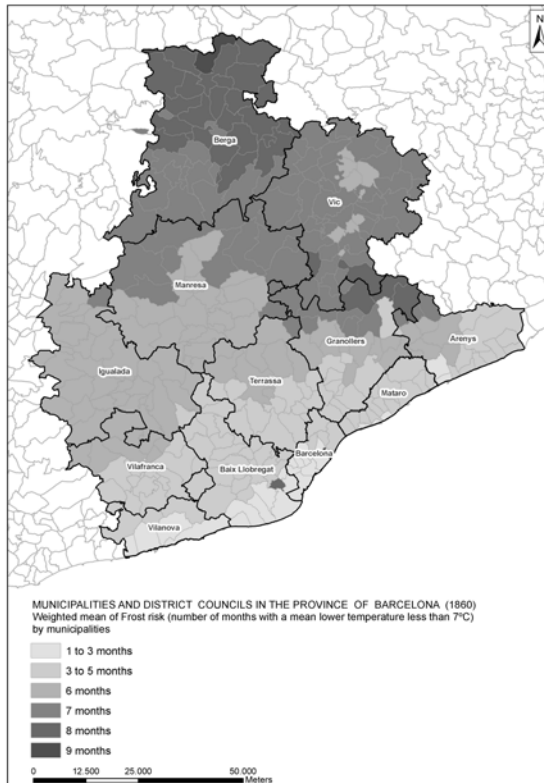 N
Berga
Vic
Manresa
Granollers
Arenys
Igualada
Terrassa
Mataro
Barcelona
Vilafranca
Baix Llobregat
Vilanova
MUNICIPALITIES AND DISTRICT COUNCILS IN THE PROVINCE OF BARCELONA (1860)
Weighted mean of Frost risk (number of months with a mean lower temperature less than 7ºC)
by municipalities
1 to 3 months
3 to 5 months
6 months
7 months
8 months
9 months
0 12.500 25.000 50.000
Meters